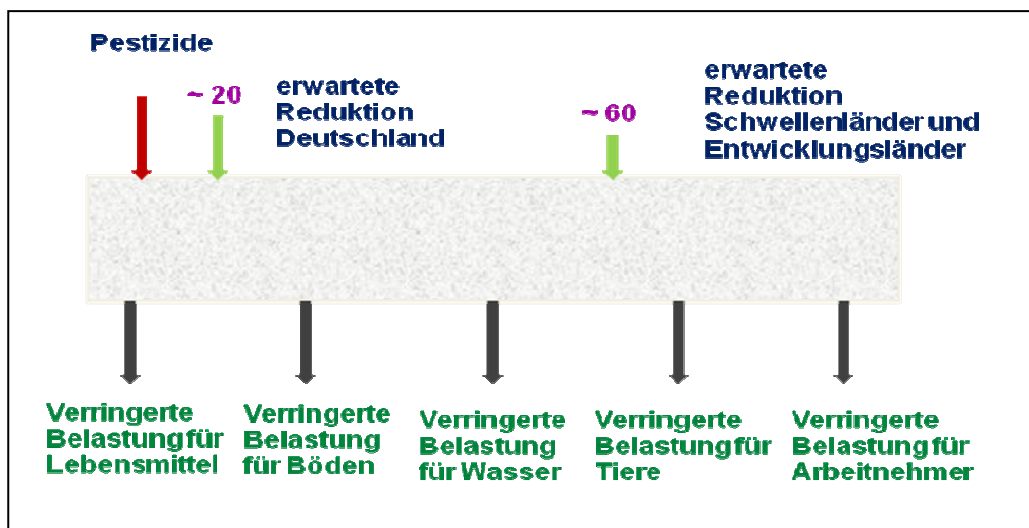 Pestizide
~ 20
erwartete
Reduktion
Deutschland
~ 60
erwartete
Reduktion
Schwellenländer und
Entwicklungsländer
Verringerte
Belastung für
Lebensmittel
Verringerte
Belastung
für Böden
Verringerte
Belastung
für Wasser
Verringerte
Belastung für
Tiere
Verringerte
Belastung für
Arbeitnehmer